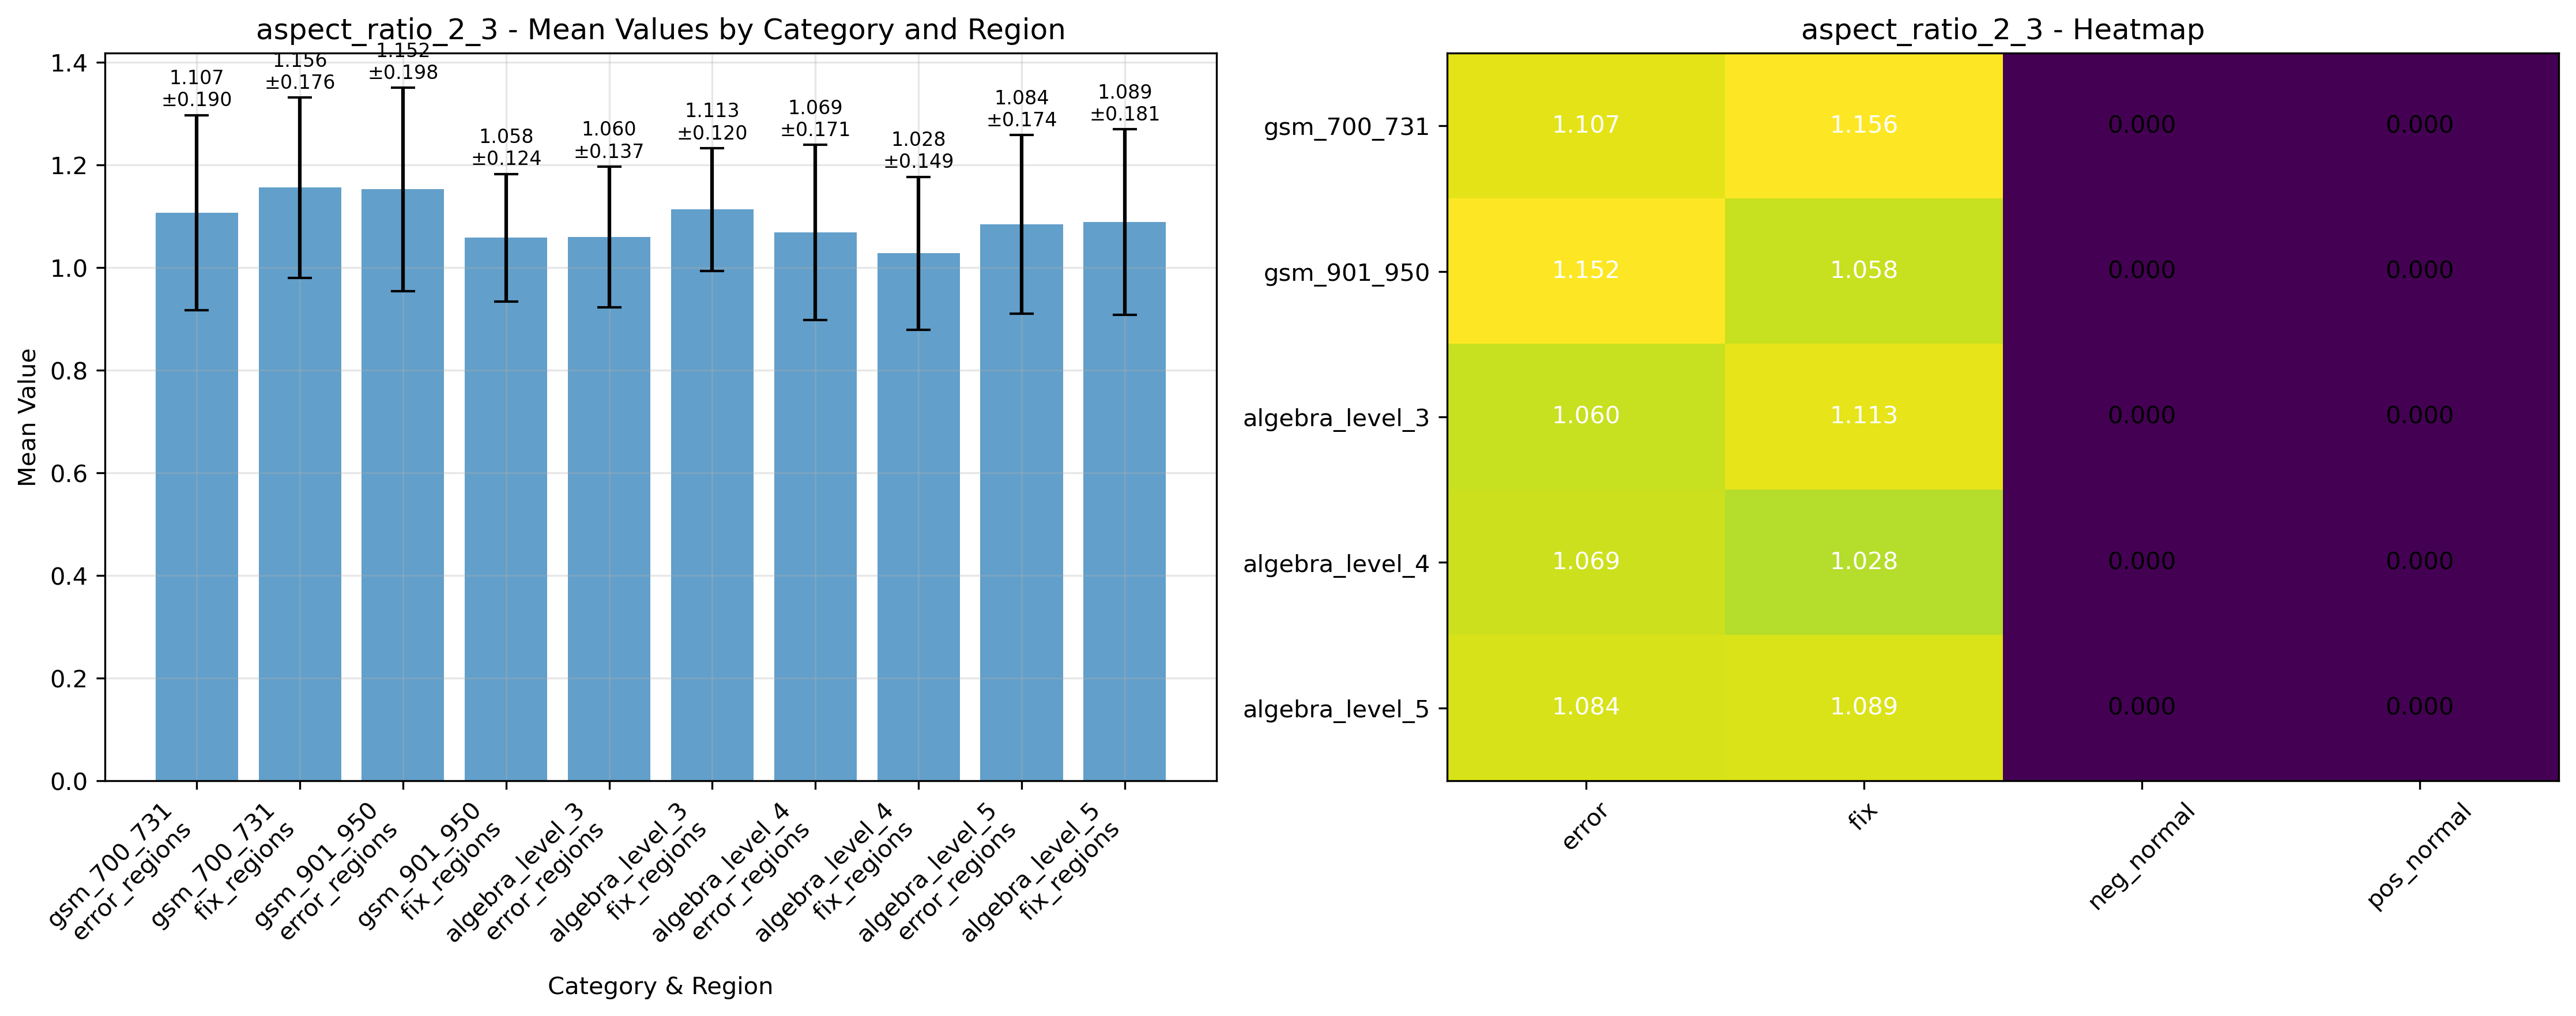 aspect_ratio_2_3 - Mean Values by Category and Region
Mean Value
1.4
1.2
1.0
0.8
0.6
0.4
0.2
0.0
1.107
±0.190
1.156
±0.176
1.152
±0.198
1.058
±0.124
1.060
±0.137
1.113
±0.120
1.069
±0.171
1.028
±0.149
1.084
±0.174
1.089
±0.181
gsm_700_731
error_regions
gsm_700_731
fix_regions
gsm_901_950
error_regions
gsm_901_950
fix_regions
algebra_level_3
error_regions
algebra_level_3
fix_regions
algebra_level_4
error_regions
algebra_level_4
fix_regions
algebra_level_5
error_regions
algebra_level_5
fix_regions
Category & Region
aspect_ratio_2_3 - Heatmap
gsm_700_731 1.107 1.156 0.000 0.000
gsm_901_950 1.152 1.058 0.000 0.000
algebra_level_3 1.060 1.113 0.000 0.000
algebra_level_4 1.069 1.028 0.000 0.000
algebra_level_5 1.084 1.089 0.000 0.000
error
fix
neg_normal
pos_normal